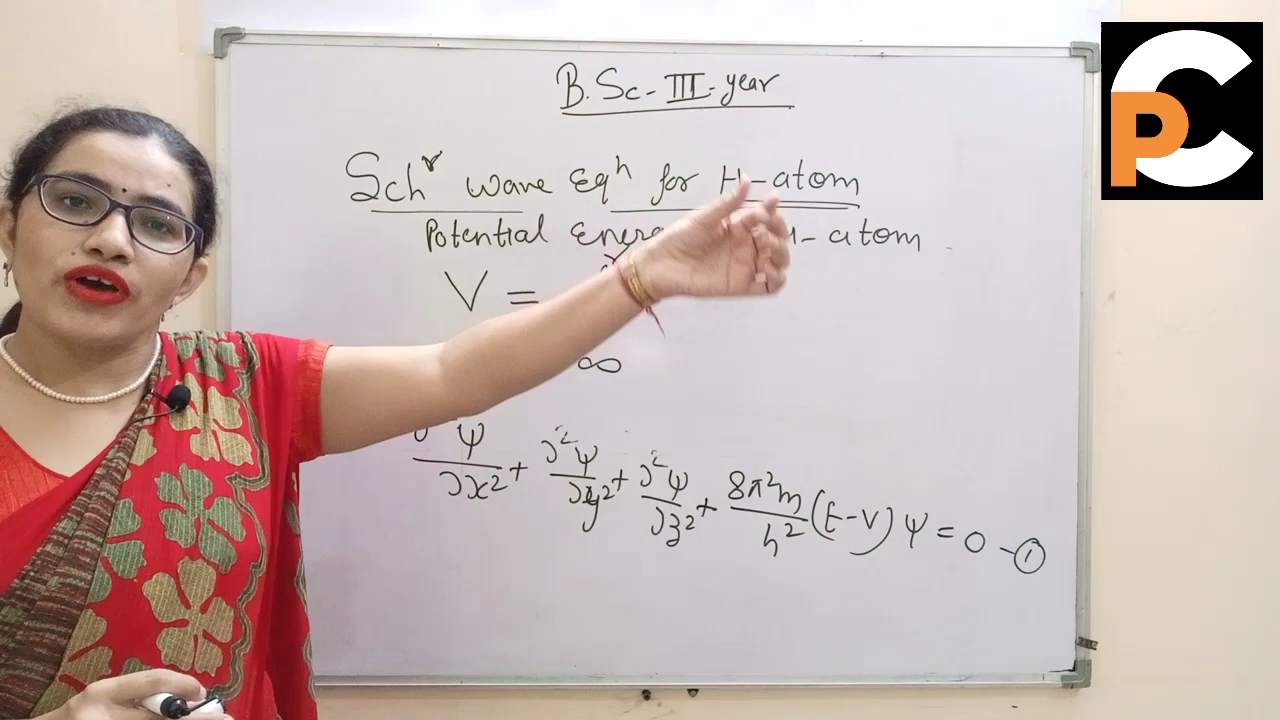 B.Sc-III-year
Schr wave Eqn for H-atom
Potential H-atom
V =
∞
∂²ψ/∂x² + ∂²ψ/∂y² + ∂²ψ/∂z² + 8π²m/h² (E-V) ψ = 0 -①
PC